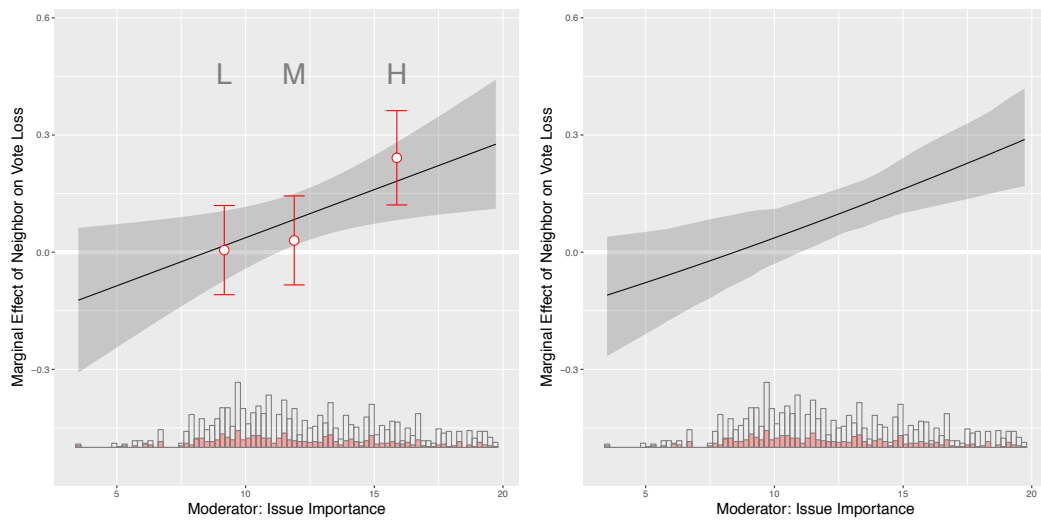 Marginal Effect of Neighbor on Vote Loss
0.6
0.3
0.0
−0.3
L M H
5 10 15 20
Moderator: Issue Importance
Marginal Effect of Neighbor on Vote Loss
0.6
0.3
0.0
−0.3
5 10 15 20
Moderator: Issue Importance